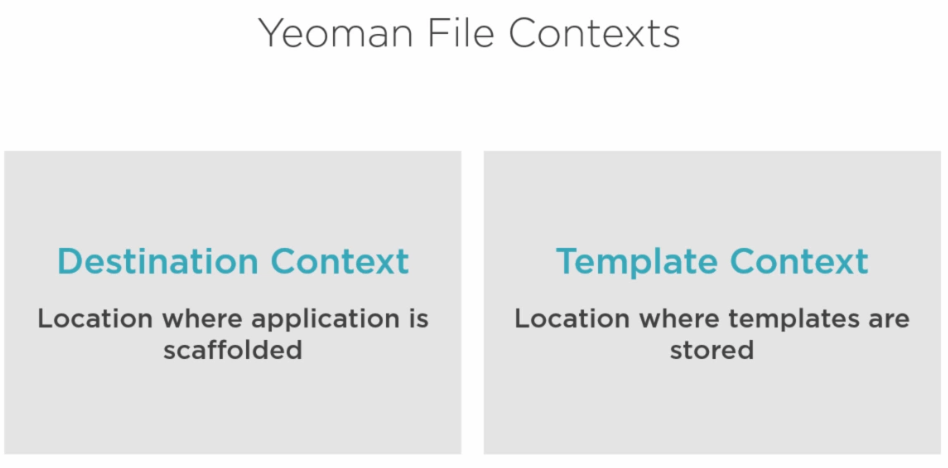 Yeoman File Contexts
Destination Context
Location where application is
scaffolded
Template Context
Location where templates are
stored